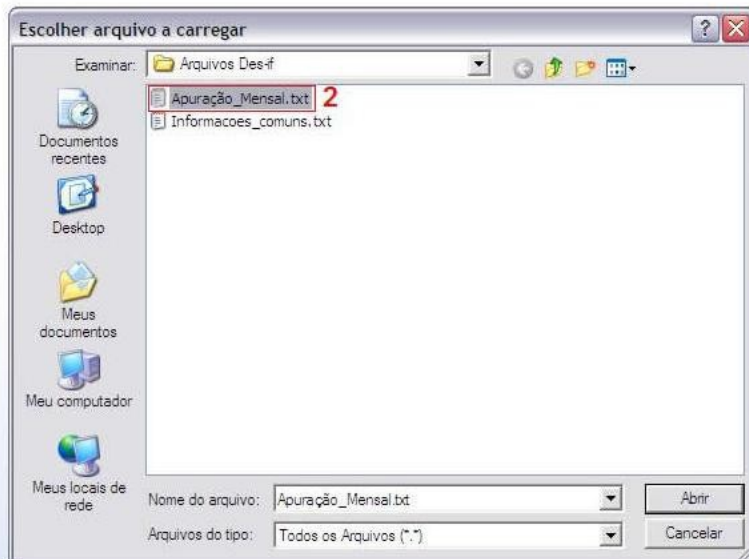 Escolher arquivo a carregar
Examinar: Arquivos Des-if
Apuração_Mensal.txt 2
Informacoes_comuns.txt
Documentos
recentes
Desktop
Meus
documentos
Meu computador
Meus locais de
rede
Nome do arquivo: Apuração_Mensal.txt Abrir
Arquivos do tipo: Todos os Arquivos (*.*) Cancelar